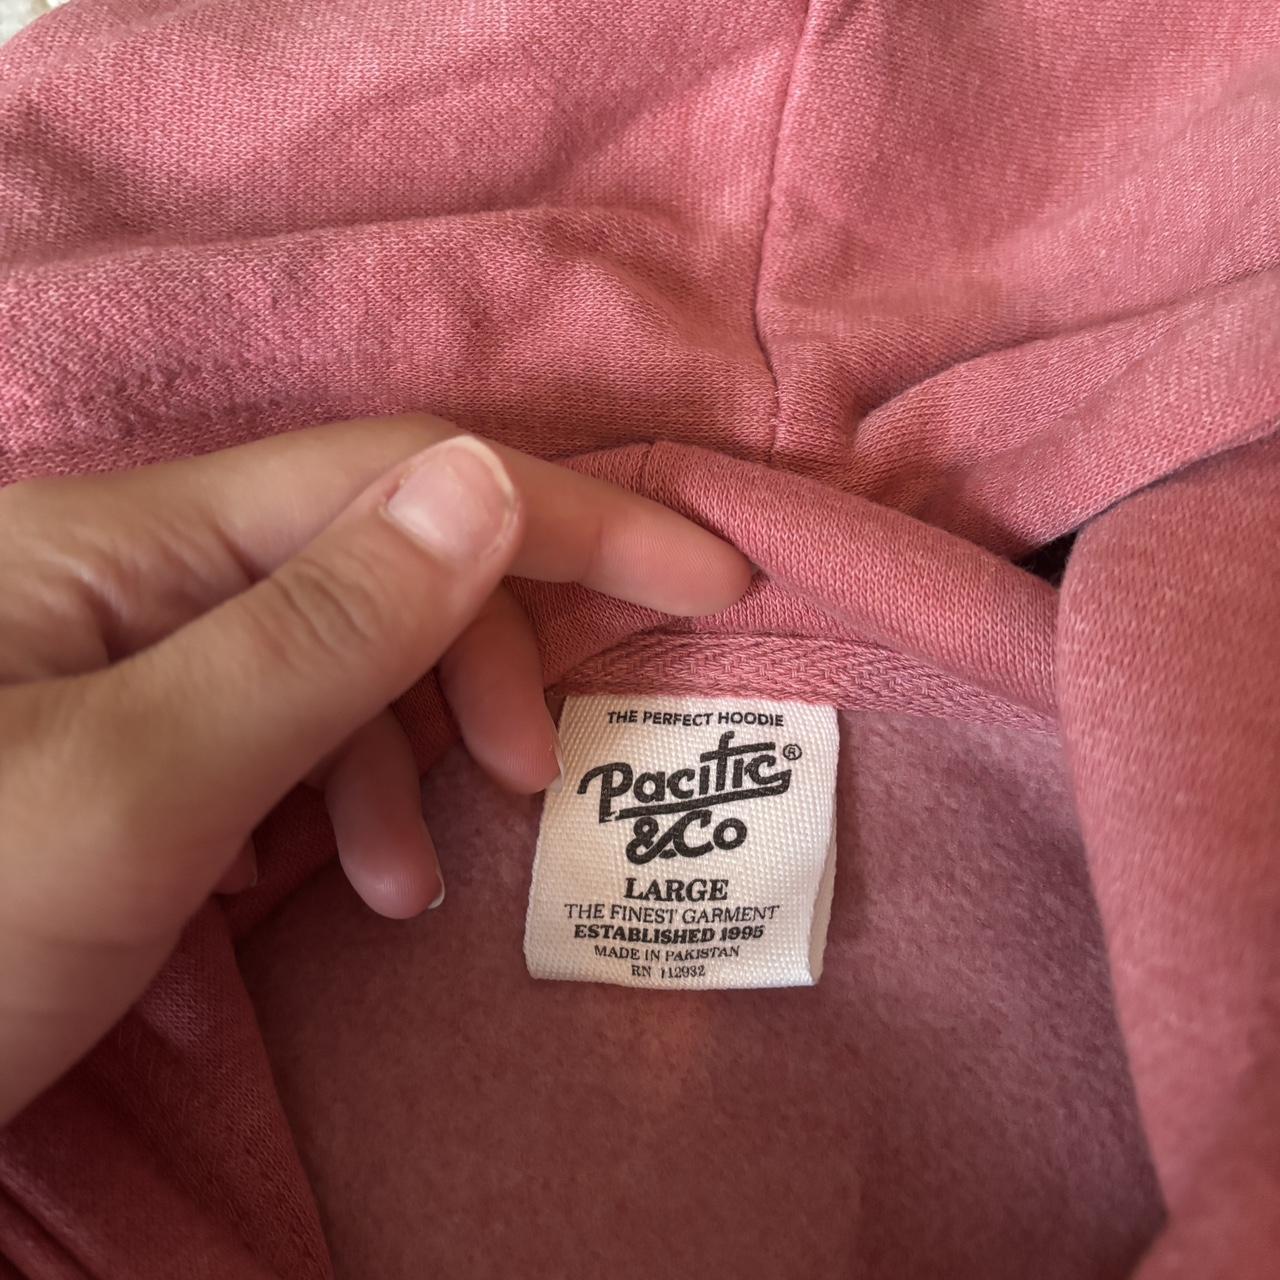 THE PERFECT HOODIE
Pacific®
&Co
LARGE
THE FINEST GARMENT
ESTABLISHED 1995
MADE IN PAKISTAN
RN 112932